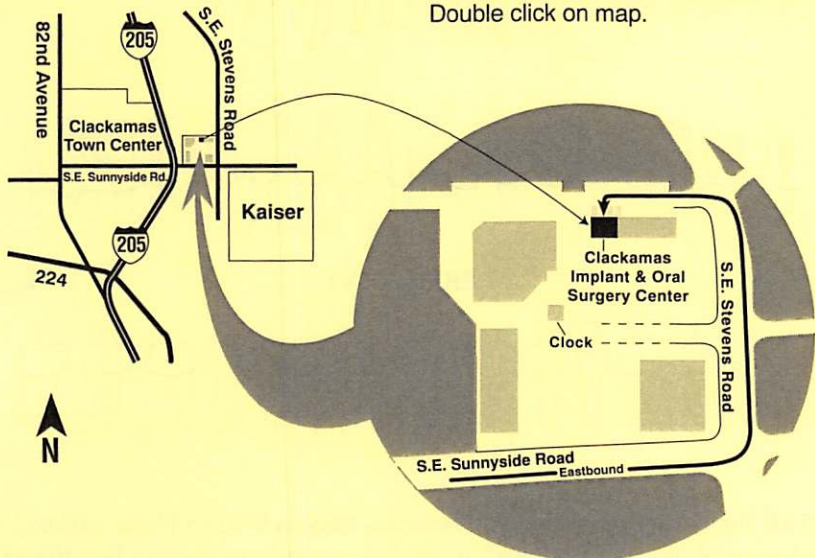 Double click on map.
82nd Avenue
205
S.E. Stevens Road
Clackamas
Town Center
S.E. Sunnyside Rd.
Kaiser
205
224
N
Clackamas
Implant & Oral
Surgery Center
S.E. Stevens Road
Clock
S.E. Sunnyside Road
Eastbound